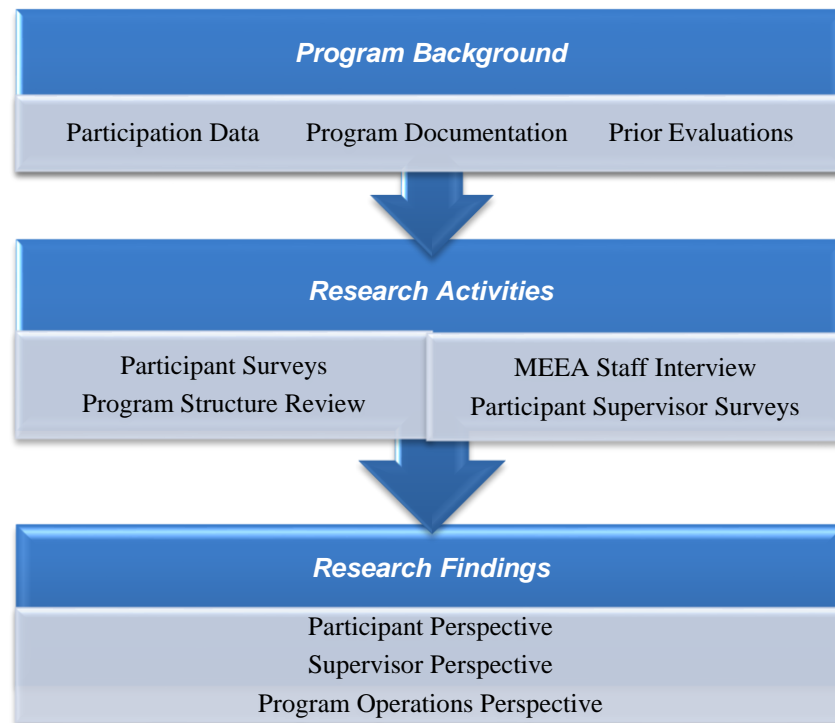 Program Background
Participation Data Program Documentation Prior Evaluations
Research Activities
Participant Surveys
Program Structure Review
MEEA Staff Interview
Participant Supervisor Surveys
Research Findings
Participant Perspective
Supervisor Perspective
Program Operations Perspective